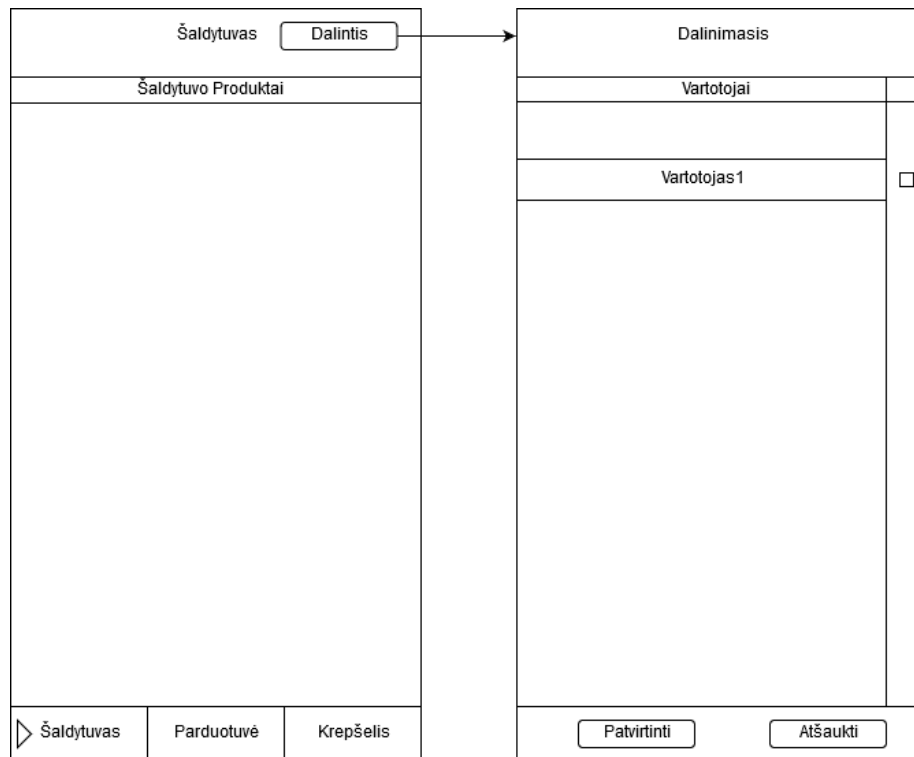 Šaldytuvas
Dalintis
Šaldytuvo Produktai
Šaldytuvas
Parduotuvė
Krepšelis
Dalinimasis
Vartotojai
Vartotojas1
Patvirtinti
Atšaukti